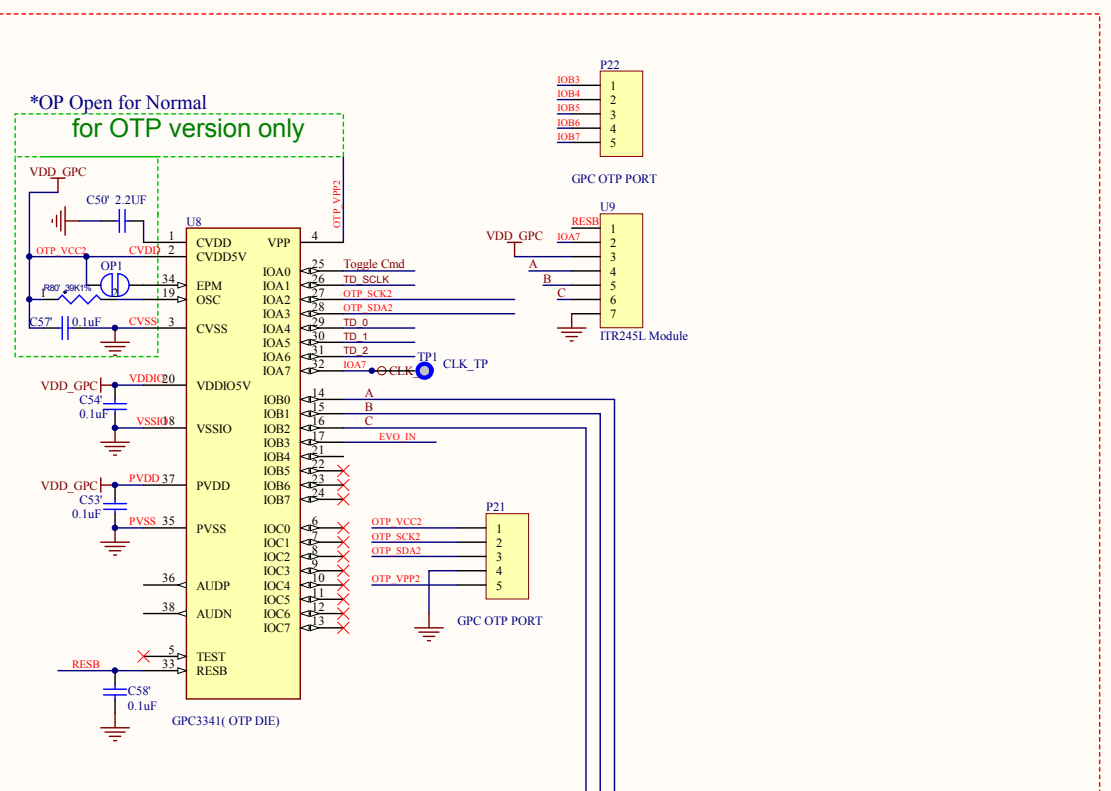 P22
IOB3 1
IOB4 2
IOB5 3
IOB6 4
IOB7 5
GPC OTP PORT
*OP Open for Normal
for OTP version only
VDD_GPC
C50' 2.2UF
OTP_VPP2
OTP_VCC2
CVDD
OP1
R80' 39K1%
1
2
C57' 0.1uF
CVSS
U8
1 CVDD
2 CVDD5V
34 EPM
19 OSC
3 CVSS
VDD_GPC
VDDIO
20 VDDIO5V
C54'
0.1uF
VSSIO
18 VSSIO
VDD_GPC
PVDD 37 PVDD
C53'
0.1uF
PVSS 35 PVSS
36 AUDP
38 AUDN
5 TEST
RESB 33 RESB
C58'
0.1uF
GPC3341( OTP DIE)
VPP 4
IOA0 25 Toggle Cmd
IOA1 26 TD_SCLK
IOA2 27 OTP_SCK2
IOA3 28 OTP_SDA2
IOA4 29 TD_0
IOA5 30 TD_1
IOA6 31 TD_2
IOA7 32 IOA7
CLK
TP1
CLK_TP
IOB0 14 A
IOB1 15 B
IOB2 16 C
IOB3 17 EVO_IN
IOB4 21
IOB5 22
IOB6 23
IOB7 24
IOC0 6
IOC1 7
IOC2 8
IOC3 9
IOC4 10
IOC5 11
IOC6 12
IOC7 13
U9
RESB 1
IOA7 2
VDD_GPC 3
A 4
B 5
C 6
7
ITR245L Module
P21
OTP_VCC2 1
OTP_SCK2 2
OTP_SDA2 3
4
OTP_VPP2 5
GPC OTP PORT